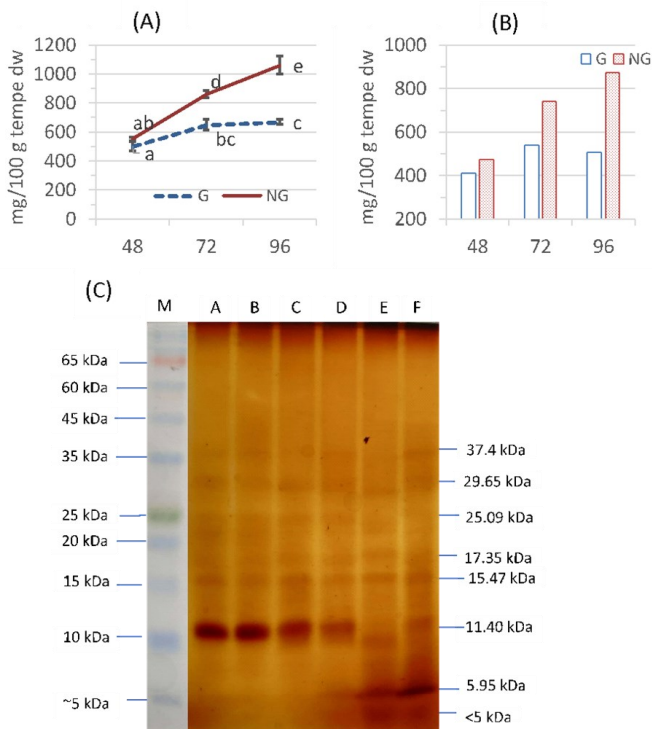 (A)
mg/100 g tempe dw
1200
1000
800
600
400
200
0
ab
a
d
bc
e
c
G NG
48 72 96
(B)
mg/100 g tempe dw
1000
800
600
400
200
G NG
48 72 96
(C)
M A B C D E F
65 kDa
60 kDa
45 kDa
35 kDa
25 kDa
20 kDa
15 kDa
10 kDa
~5 kDa
37.4 kDa
29.65 kDa
25.09 kDa
17.35 kDa
15.47 kDa
11.40 kDa
5.95 kDa
<5 kDa